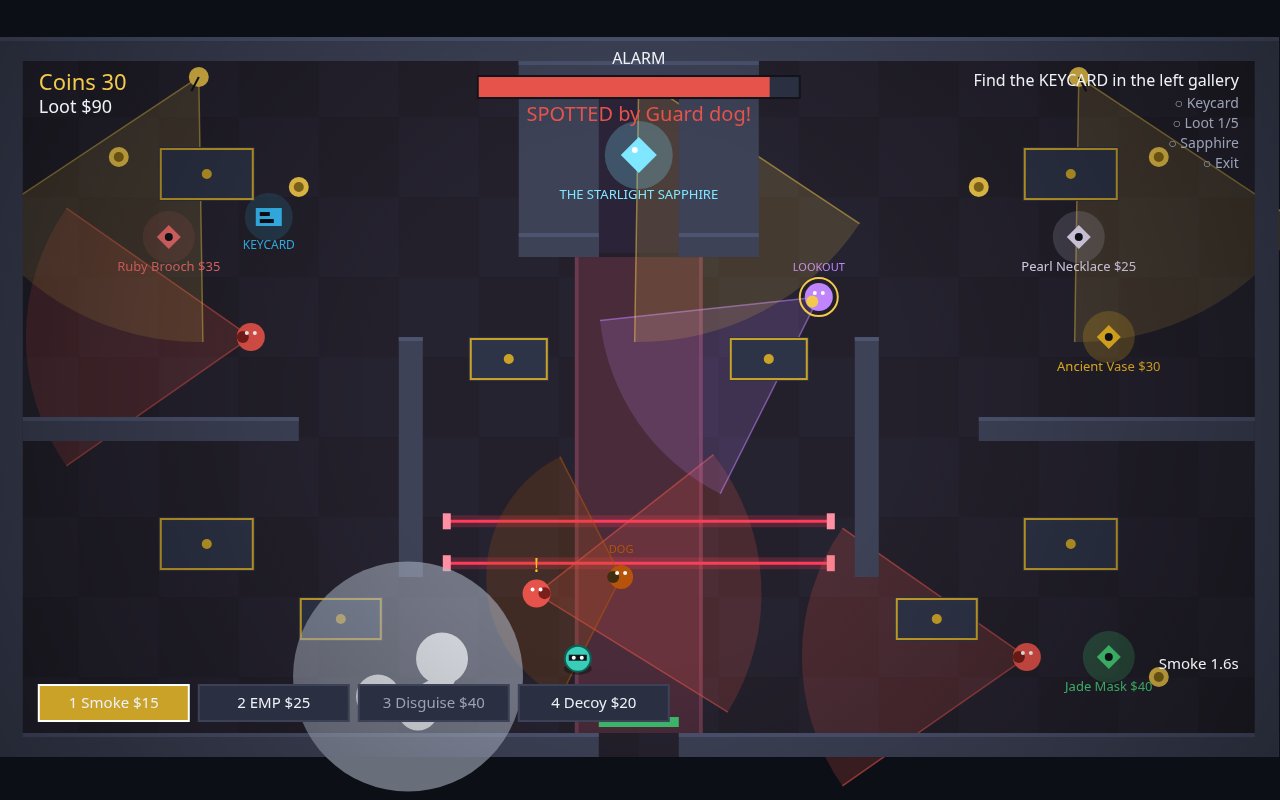 ALARM
Coins 30
Loot $90
SPOTTED by Guard dog!
Find the KEYCARD in the left gallery
○ Keycard
○ Loot 1/5
○ Sapphire
○ Exit
THE STARLIGHT SAPPHIRE
KEYCARD
Ruby Brooch $35
Pearl Necklace $25
LOOKOUT
Ancient Vase $30
DOG
!
Smoke 1.6s
Jade Mask $40
1 Smoke $15
2 EMP $25
3 Disguise $40
4 Decoy $20